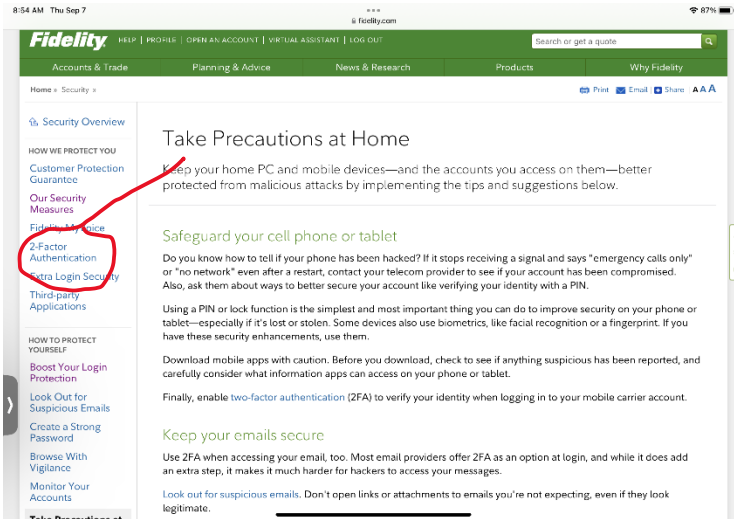 8:54 AM Thu Sep 7
87%
fidelity.com
Fidelity
HELP | PROFILE | OPEN AN ACCOUNT | VIRTUAL ASSISTANT | LOG OUT
Search or get a quote
Accounts & Trade Planning & Advice News & Research Products Why Fidelity
Home » Security »
Print Email Share A A A
Security Overview
HOW WE PROTECT YOU
Customer Protection
Guarantee
Our Security
Measures
Fidelity MyVoice
2-Factor
Authentication
Extra Login Security
Third-party
Applications
HOW TO PROTECT
YOURSELF
Boost Your Login
Protection
Look Out for
Suspicious Emails
Create a Strong
Password
Browse With
Vigilance
Monitor Your
Accounts
Take Precautions at
Take Precautions at Home
Keep your home PC and mobile devices—and the accounts you access on them—better
protected from malicious attacks by implementing the tips and suggestions below.
Safeguard your cell phone or tablet
Do you know how to tell if your phone has been hacked? If it stops receiving a signal and says "emergency calls only"
or "no network" even after a restart, contact your telecom provider to see if your account has been compromised.
Also, ask them about ways to better secure your account like verifying your identity with a PIN.
Using a PIN or lock function is the simplest and most important thing you can do to improve security on your phone or
tablet—especially if it's lost or stolen. Some devices also use biometrics, like facial recognition or a fingerprint. If you
have these security enhancements, use them.
Download mobile apps with caution. Before you download, check to see if anything suspicious has been reported, and
carefully consider what information apps can access on your phone or tablet.
Finally, enable two-factor authentication (2FA) to verify your identity when logging in to your mobile carrier account.
Keep your emails secure
Use 2FA when accessing your email, too. Most email providers offer 2FA as an option at login, and while it does add
an extra step, it makes it much harder for hackers to access your messages.
Look out for suspicious emails. Don't open links or attachments to emails you're not expecting, even if they look
legitimate.